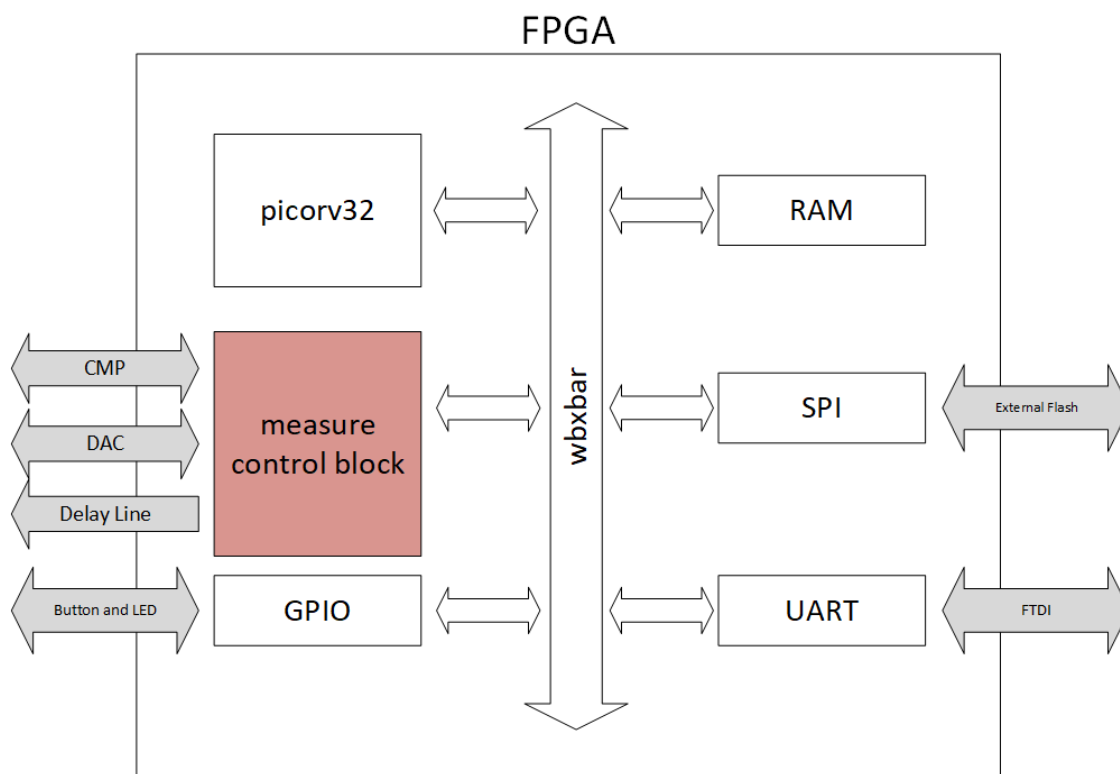 FPGA
picorv32
RAM
CMP
DAC
Delay Line
measure
control block
wbxbar
SPI
External Flash
Button and LED
GPIO
UART
FTDI